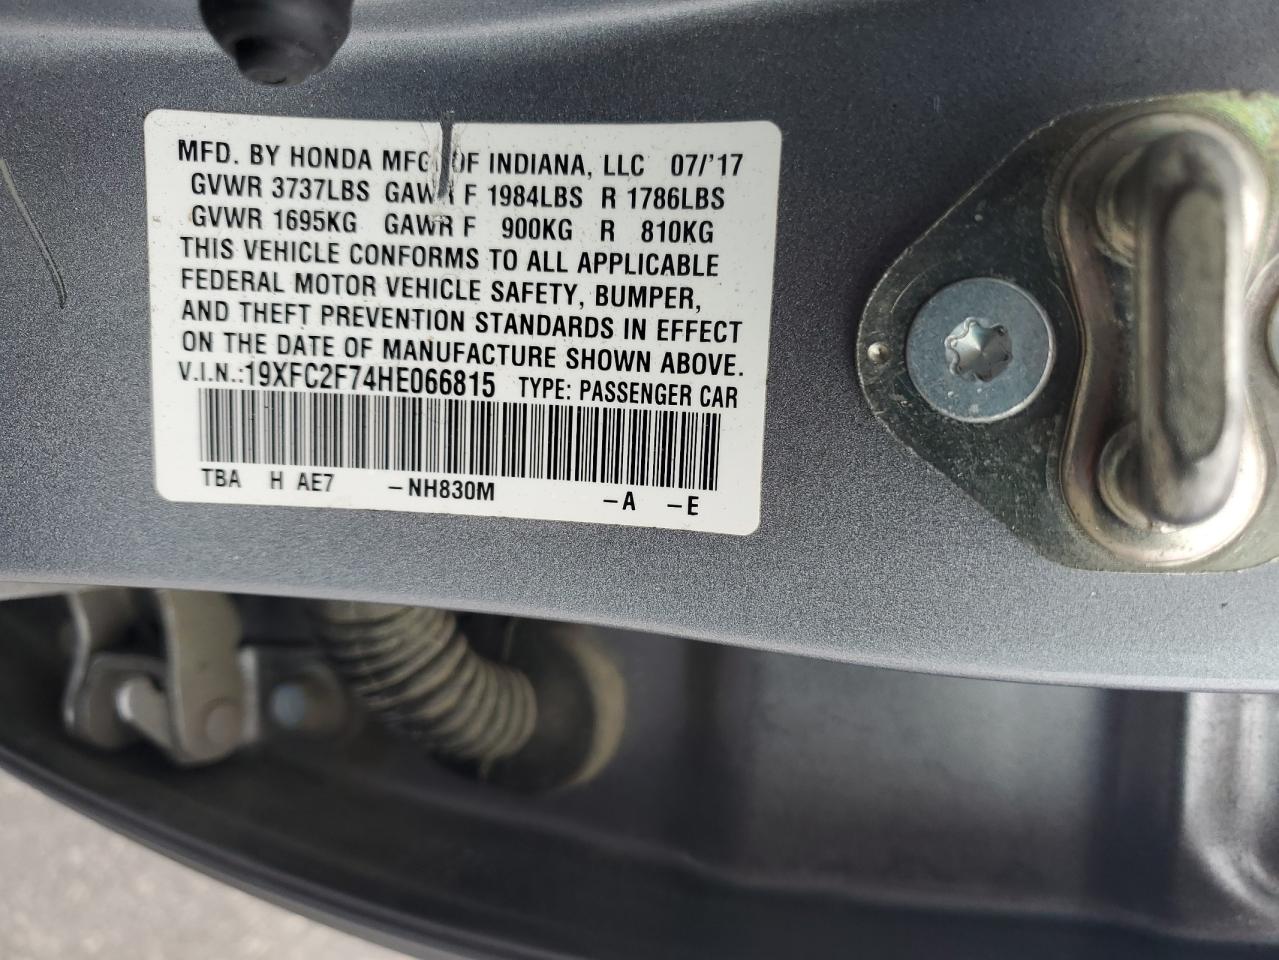 MFD. BY HONDA MFG OF INDIANA, LLC 07/'17
GVWR 3737LBS GAWR F 1984LBS R 1786LBS
GVWR 1695KG GAWR F 900KG R 810KG
THIS VEHICLE CONFORMS TO ALL APPLICABLE
FEDERAL MOTOR VEHICLE SAFETY, BUMPER,
AND THEFT PREVENTION STANDARDS IN EFFECT
ON THE DATE OF MANUFACTURE SHOWN ABOVE.
V.I.N.:19XFC2F74HE066815 TYPE: PASSENGER CAR
TBA H AE7 -NH830M -A -E